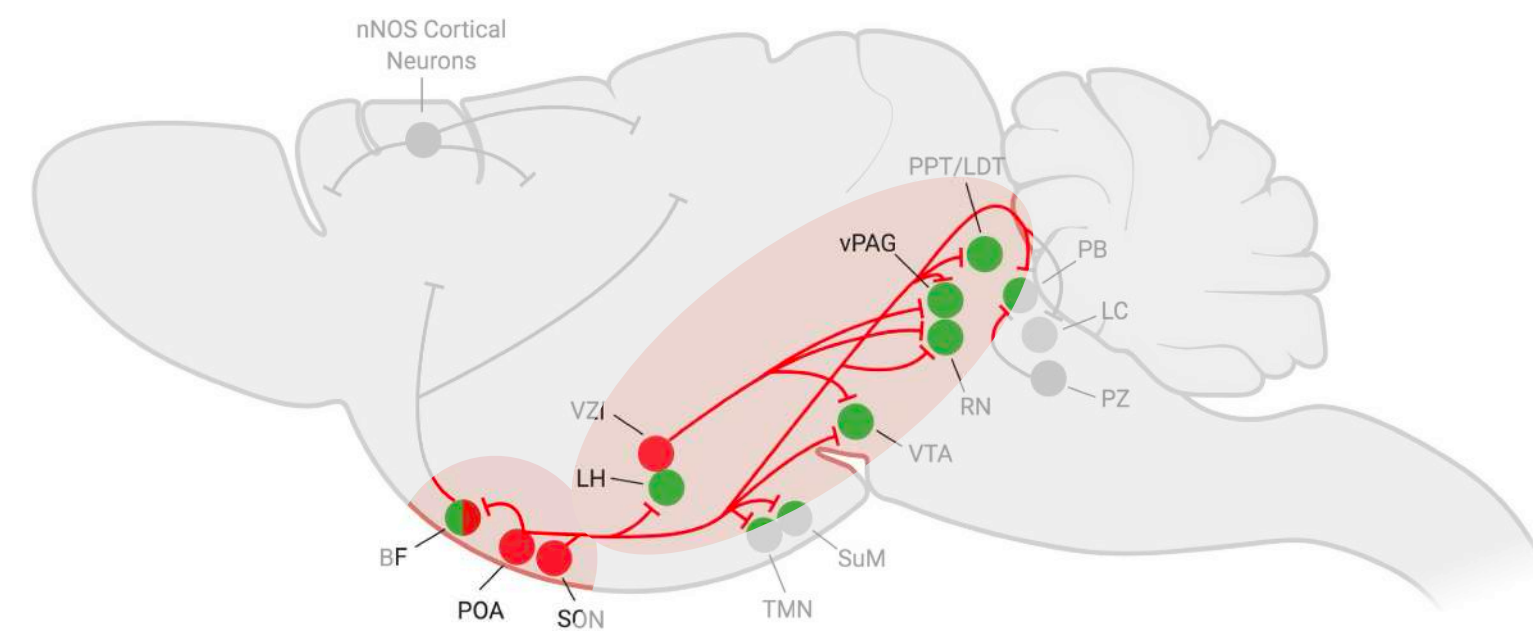 nNOS Cortical
Neurons
PPT/LDT
vPAG
PB
LC
PZ
RN
VTA
VZI
LH
SuM
BF
TMN
POA
SON